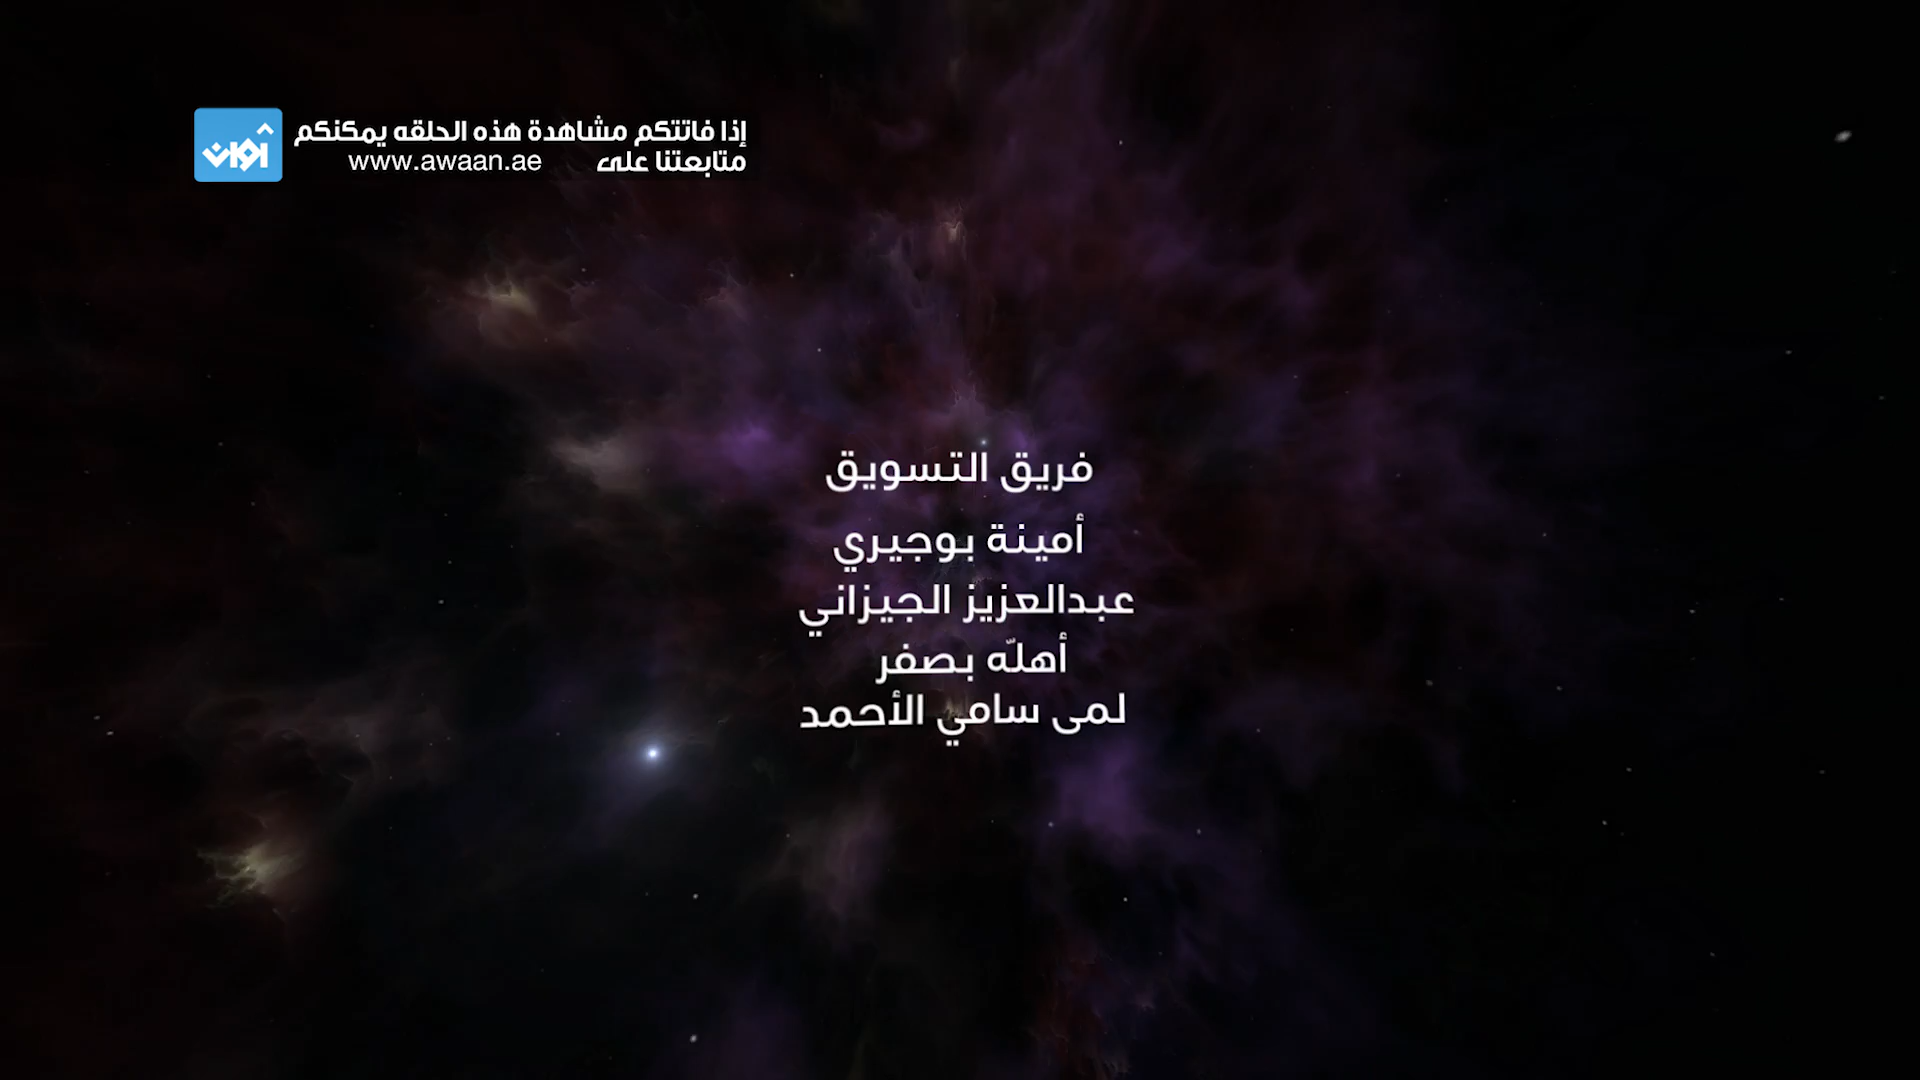 إذا فاتتكم مشاهدة هذه الحلقه يمكنكم
متابعتنا على www.awaan.ae
أوان
فريق التسويق
أمينة بوجيري
عبدالعزيز الجيزاني
أهلّه بصفر
لمى سامي الأحمد